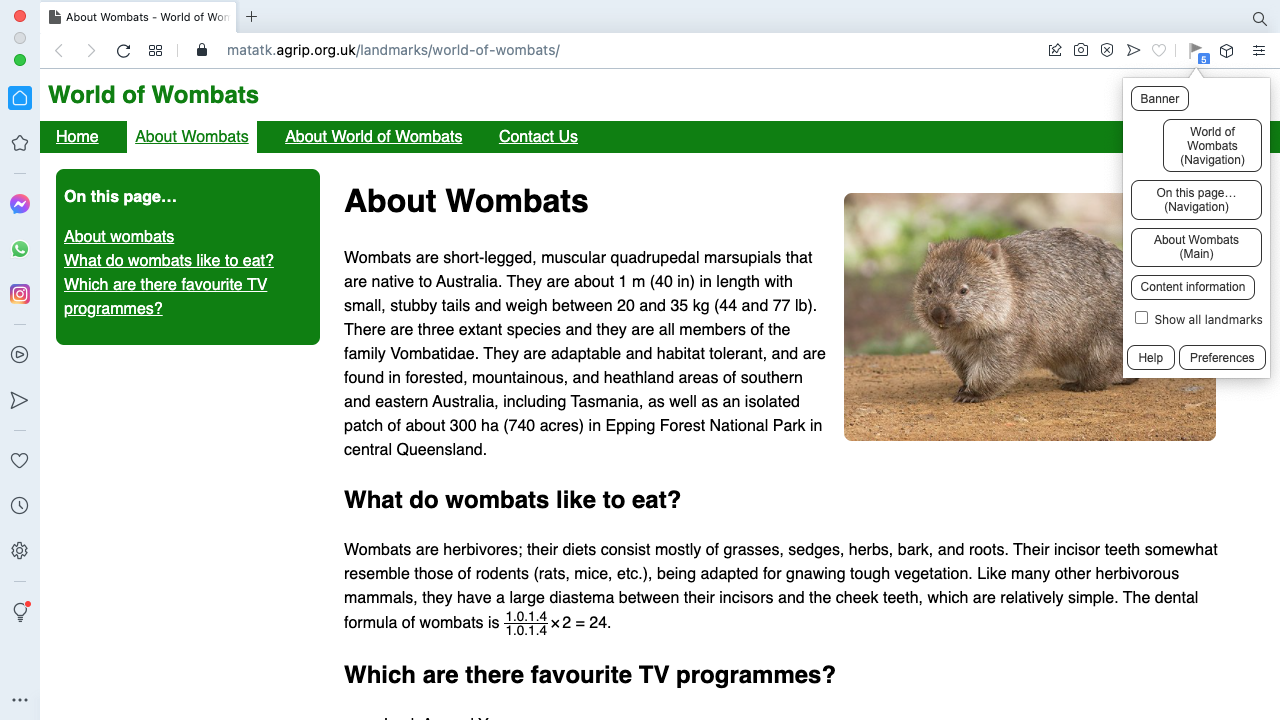 About Wombats - World of Wom
matatk.agrip.org.uk/landmarks/world-of-wombats/
5
World of Wombats
Home
About Wombats
About World of Wombats
Contact Us
Banner
World of
Wombats
(Navigation)
On this page…
(Navigation)
About Wombats
(Main)
Content information
Show all landmarks
Help
Preferences
On this page…
About wombats
What do wombats like to eat?
Which are there favourite TV
programmes?
About Wombats
Wombats are short-legged, muscular quadrupedal marsupials that
are native to Australia. They are about 1 m (40 in) in length with
small, stubby tails and weigh between 20 and 35 kg (44 and 77 lb).
There are three extant species and they are all members of the
family Vombatidae. They are adaptable and habitat tolerant, and are
found in forested, mountainous, and heathland areas of southern
and eastern Australia, including Tasmania, as well as an isolated
patch of about 300 ha (740 acres) in Epping Forest National Park in
central Queensland.
What do wombats like to eat?
Wombats are herbivores; their diets consist mostly of grasses, sedges, herbs, bark, and roots. Their incisor teeth somewhat
resemble those of rodents (rats, mice, etc.), being adapted for gnawing tough vegetation. Like many other herbivorous
mammals, they have a large diastema between their incisors and the cheek teeth, which are relatively simple. The dental
formula of wombats is 1.0.1.4/1.0.1.4 × 2 = 24.
Which are there favourite TV programmes?